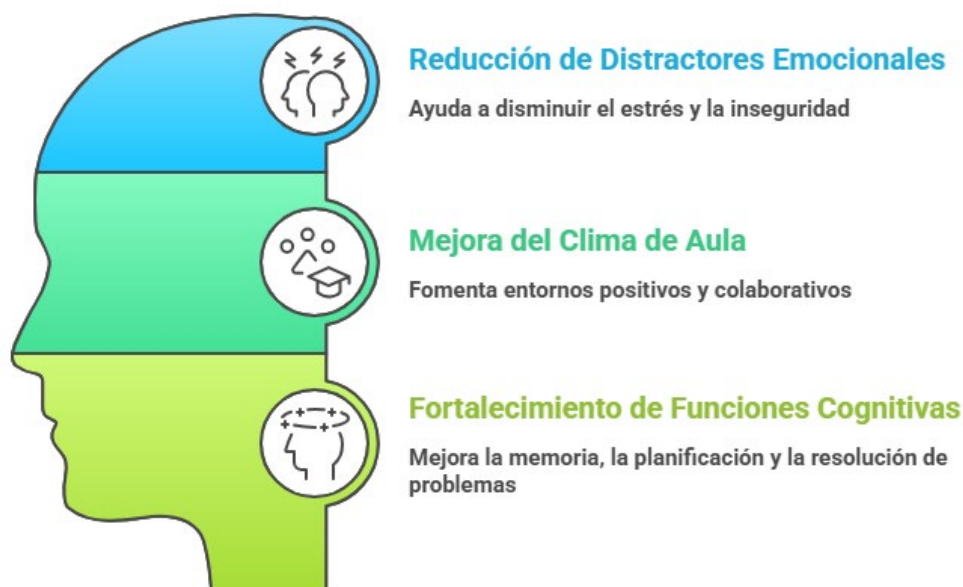 Reducción de Distractores Emocionales
Ayuda a disminuir el estrés y la inseguridad
Mejora del Clima de Aula
Fomenta entornos positivos y colaborativos
Fortalecimiento de Funciones Cognitivas
Mejora la memoria, la planificación y la resolución de
problemas